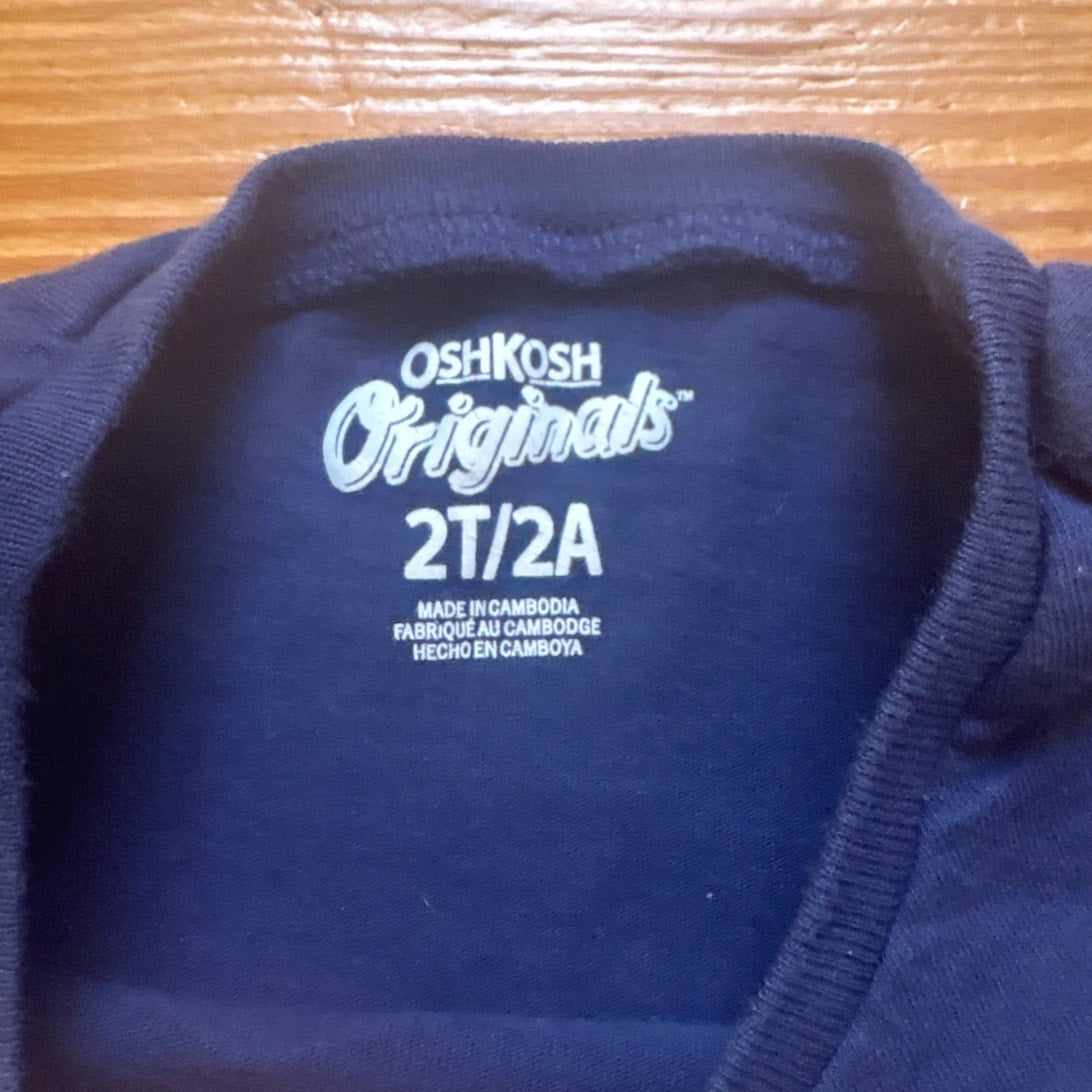 OSHKOSH
Originals™
2T/2A
MADE IN CAMBODIA
FABRIQUÉ AU CAMBODGE
HECHO EN CAMBOYA